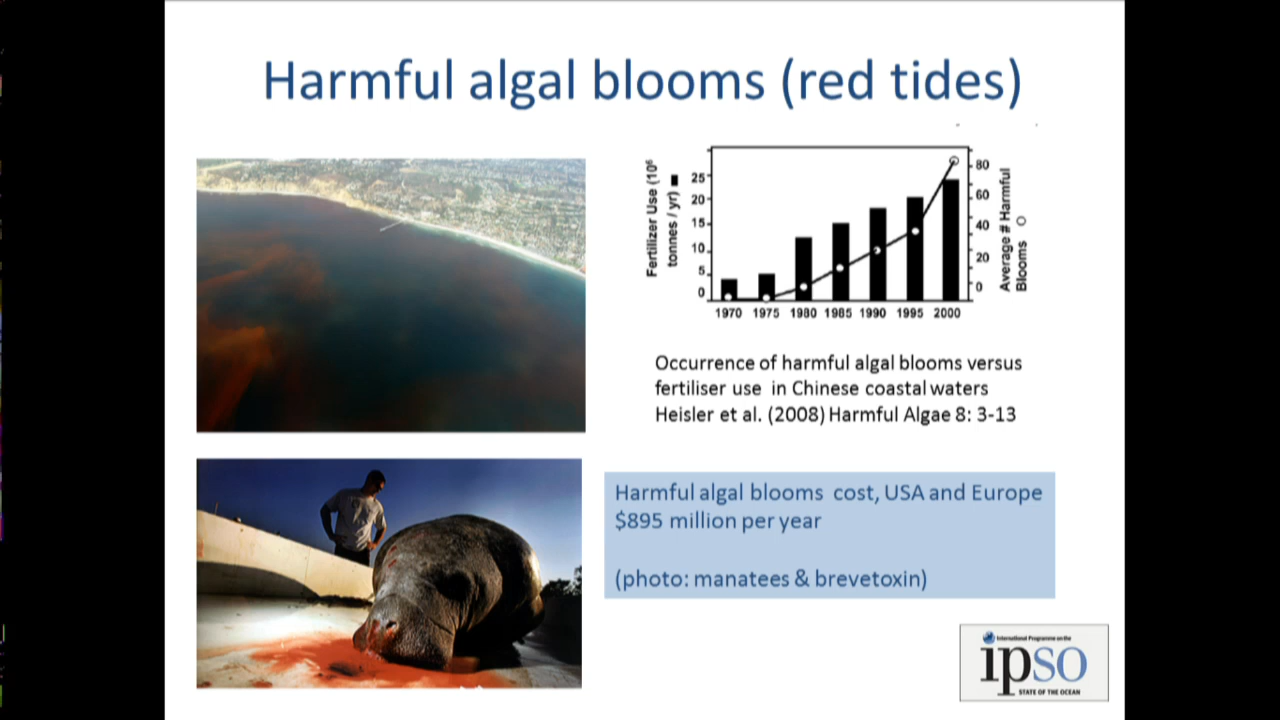 Harmful algal blooms (red tides)
Fertilizer Use (10⁶
tonnes / yr)
25
20
15
10
5
0
80
60
40
20
0
Average # Harmful
Blooms
1970 1975 1980 1985 1990 1995 2000
Occurrence of harmful algal blooms versus
fertiliser use in Chinese coastal waters
Heisler et al. (2008) Harmful Algae 8: 3-13
Harmful algal blooms cost, USA and Europe
$895 million per year
(photo: manatees & brevetoxin)
International Programme on the
ipso
STATE OF THE OCEAN